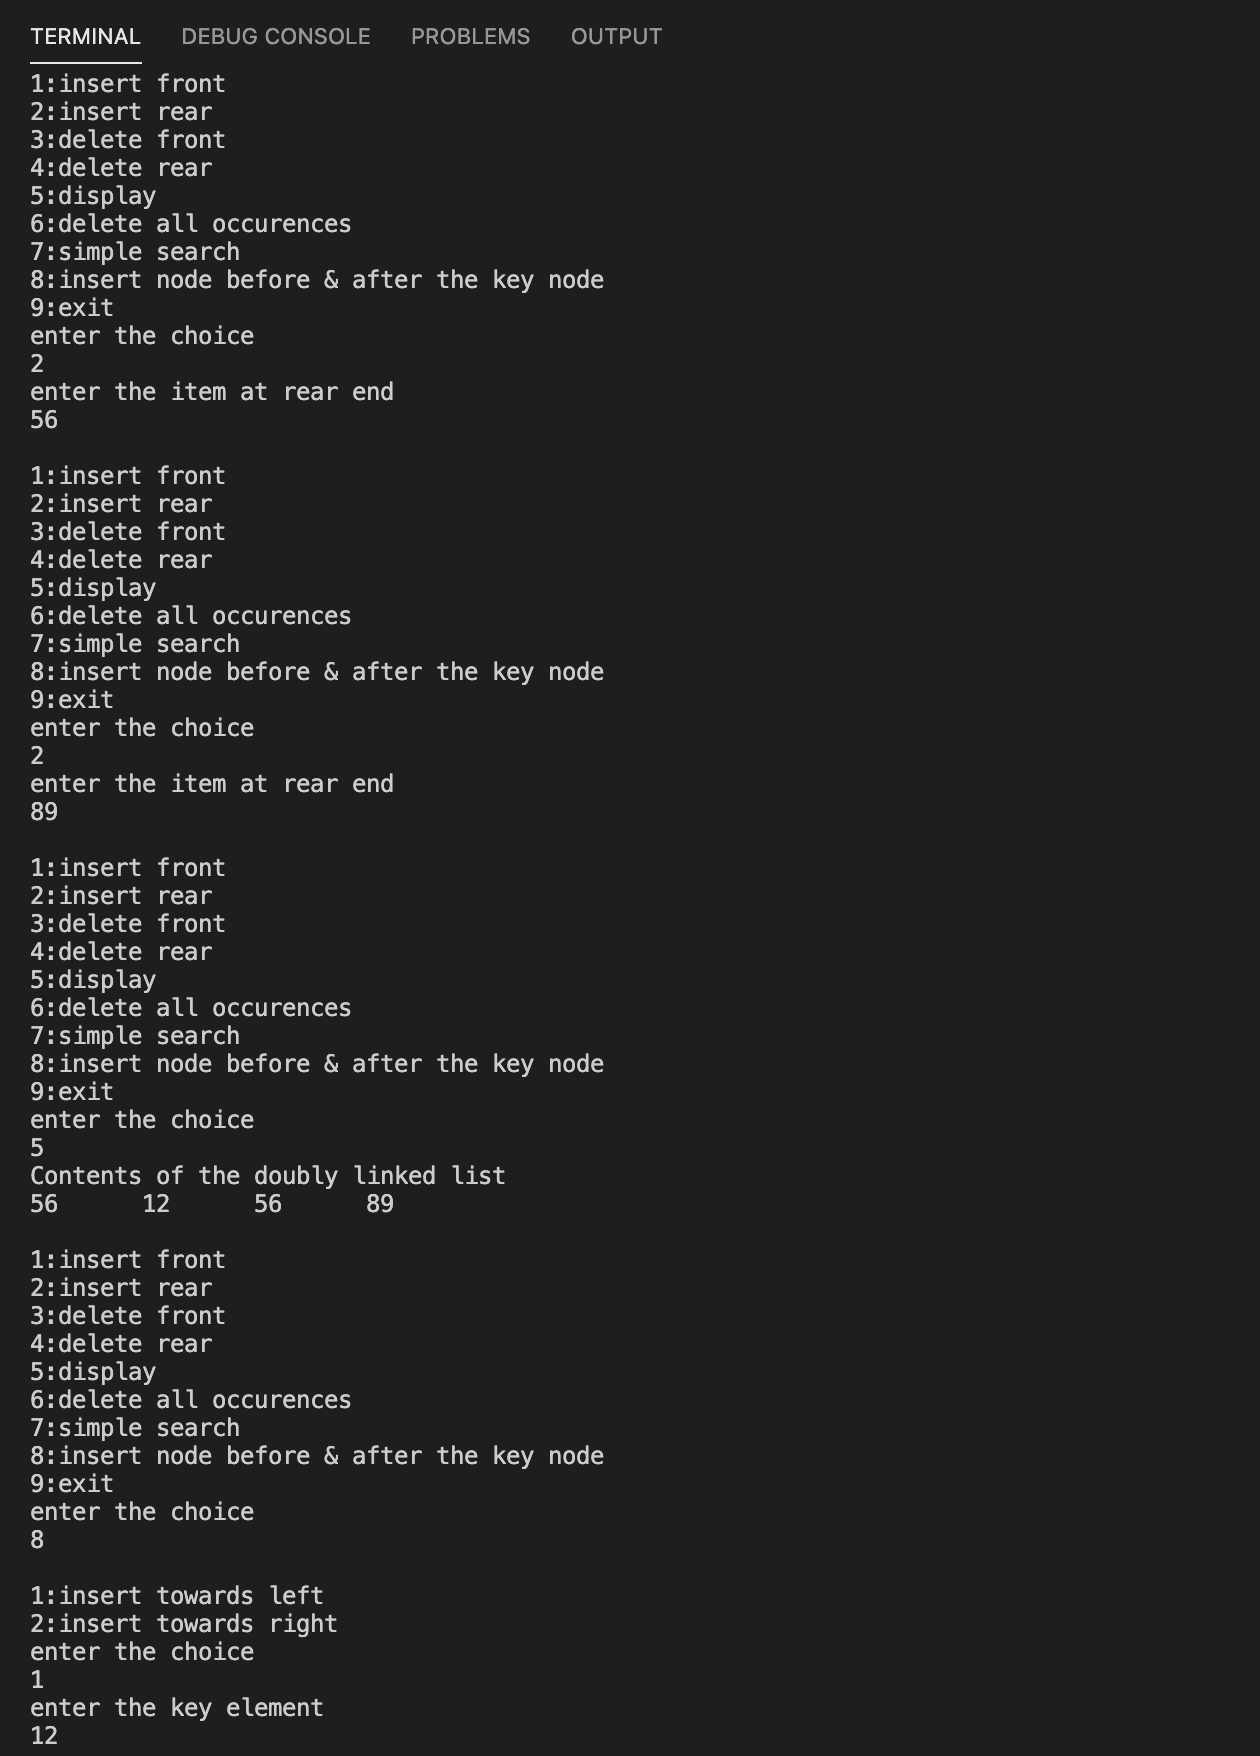 TERMINAL DEBUG CONSOLE PROBLEMS OUTPUT
1:insert front
2:insert rear
3:delete front
4:delete rear
5:display
6:delete all occurences
7:simple search
8:insert node before & after the key node
9:exit
enter the choice
2
enter the item at rear end
56
1:insert front
2:insert rear
3:delete front
4:delete rear
5:display
6:delete all occurences
7:simple search
8:insert node before & after the key node
9:exit
enter the choice
2
enter the item at rear end
89
1:insert front
2:insert rear
3:delete front
4:delete rear
5:display
6:delete all occurences
7:simple search
8:insert node before & after the key node
9:exit
enter the choice
5
Contents of the doubly linked list
56 12 56 89
1:insert front
2:insert rear
3:delete front
4:delete rear
5:display
6:delete all occurences
7:simple search
8:insert node before & after the key node
9:exit
enter the choice
8
1:insert towards left
2:insert towards right
enter the choice
1
enter the key element
12